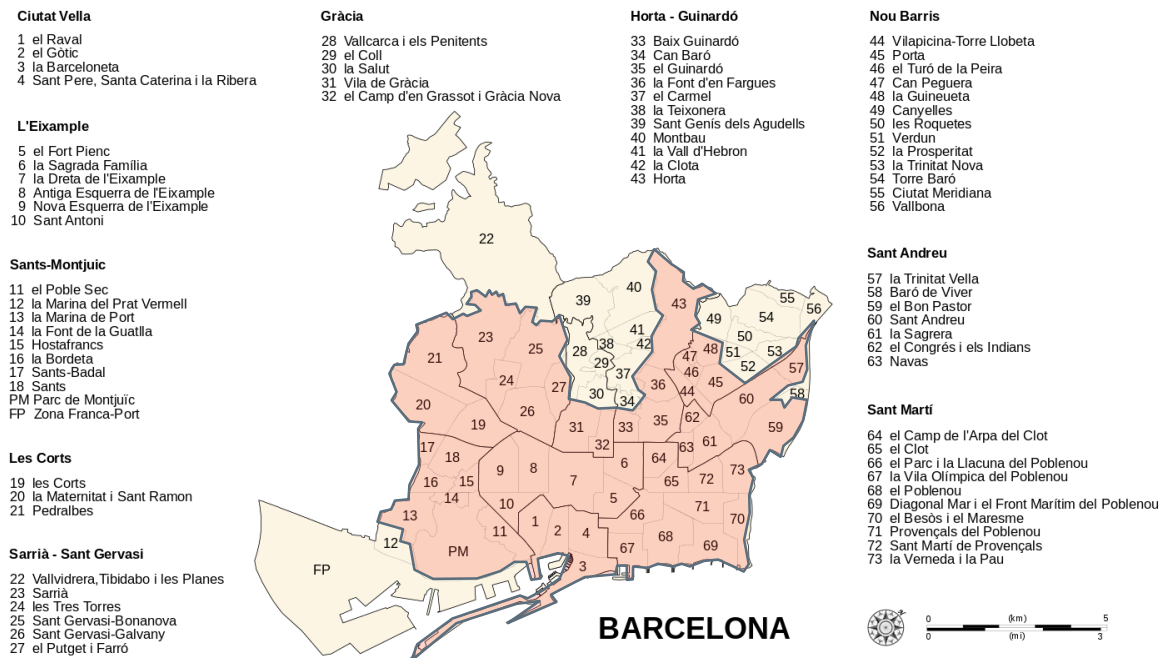 Ciutat Vella
1 el Raval
2 el Gòtic
3 la Barceloneta
4 Sant Pere, Santa Caterina i la Ribera
L'Eixample
5 el Fort Pienc
6 la Sagrada Família
7 la Dreta de l'Eixample
8 Antiga Esquerra de l'Eixample
9 Nova Esquerra de l'Eixample
10 Sant Antoni
Sants-Montjuic
11 el Poble Sec
12 la Marina del Prat Vermell
13 la Marina de Port
14 la Font de la Guatlla
15 Hostafrancs
16 la Bordeta
17 Sants-Badal
18 Sants
PM Parc de Montjuïc
FP Zona Franca-Port
Les Corts
19 les Corts
20 la Maternitat i Sant Ramon
21 Pedralbes
Sarrià - Sant Gervasi
22 Vallvidrera,Tibidabo i les Planes
23 Sarrià
24 les Tres Torres
25 Sant Gervasi-Bonanova
26 Sant Gervasi-Galvany
27 el Putget i Farró
Gràcia
28 Vallcarca i els Penitents
29 el Coll
30 la Salut
31 Vila de Gràcia
32 el Camp d'en Grassot i Gràcia Nova
Horta - Guinardó
33 Baix Guinardó
34 Can Baró
35 el Guinardó
36 la Font d'en Fargues
37 el Carmel
38 la Teixonera
39 Sant Genís dels Agudells
40 Montbau
41 la Vall d'Hebron
42 la Clota
43 Horta
Nou Barris
44 Vilapicina-Torre Llobeta
45 Porta
46 el Turó de la Peira
47 Can Peguera
48 la Guineueta
49 Canyelles
50 les Roquetes
51 Verdun
52 la Prosperitat
53 la Trinitat Nova
54 Torre Baró
55 Ciutat Meridiana
56 Vallbona
Sant Andreu
57 la Trinitat Vella
58 Baró de Viver
59 el Bon Pastor
60 Sant Andreu
61 la Sagrera
62 el Congrés i els Indians
63 Navas
Sant Martí
64 el Camp de l'Arpa del Clot
65 el Clot
66 el Parc i la Llacuna del Poblenou
67 la Vila Olímpica del Poblenou
68 el Poblenou
69 Diagonal Mar i el Front Marítim del Poblenou
70 el Besòs i el Maresme
71 Provençals del Poblenou
72 Sant Martí de Provençals
73 la Verneda i la Pau
22
40
39
55
43
56
54
49
23
41
50
38
42
25
48
28
51
53
21
47
29
52
57
46
37
24
45
36
27
44
58
30
34
60
20
26
62
35
19
31
33
59
61
32
17
63
18
64
6
8
9
73
16
15
7
65
72
14
5
10
71
13
66
70
1
11
2
4
68
12
69
PM
67
3
FP
BARCELONA
0 (km) 5
0 (mi) 3